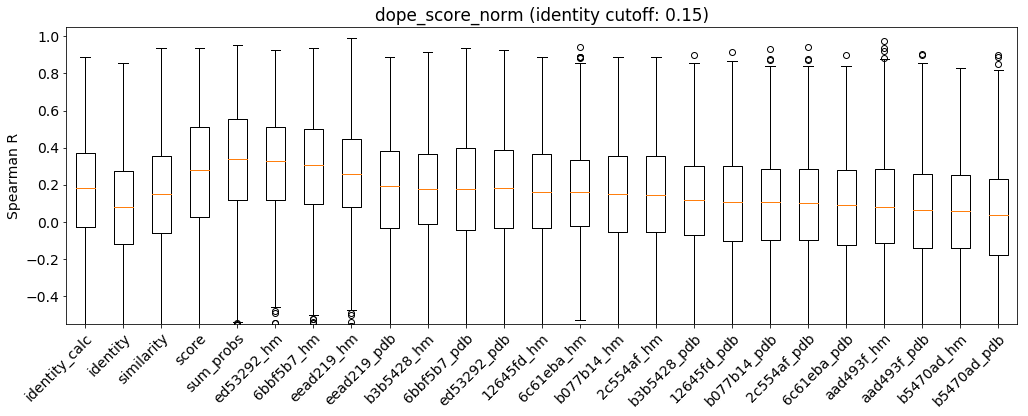 dope_score_norm (identity cutoff: 0.15)
Spearman R
1.0
0.8
0.6
0.4
0.2
0.0
−0.2
−0.4
identity_calc
identity
similarity
score
sum_probs
ed53292_hm
6bbf5b7_hm
eead219_hm
eead219_pdb
b3b5428_hm
6bbf5b7_pdb
ed53292_pdb
12645fd_hm
6c61eba_hm
b077b14_hm
2c554af_hm
b3b5428_pdb
12645fd_pdb
b077b14_pdb
2c554af_pdb
6c61eba_pdb
aad493f_hm
aad493f_pdb
b5470ad_hm
b5470ad_pdb